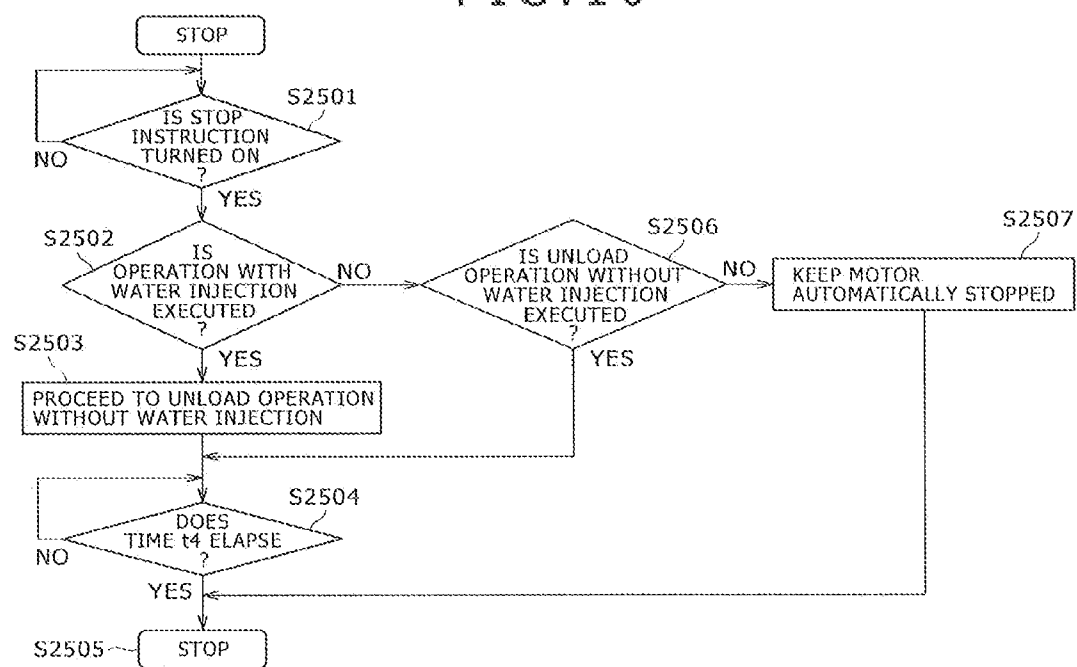 STOP
S2501
IS STOP
INSTRUCTION
TURNED ON
?
NO
YES
S2502
IS
OPERATION WITH
WATER INJECTION
EXECUTED
?
NO
YES
S2506
IS UNLOAD
OPERATION WITHOUT
WATER INJECTION
EXECUTED
?
NO
YES
S2507
KEEP MOTOR
AUTOMATICALLY STOPPED
S2503
PROCEED TO UNLOAD OPERATION
WITHOUT WATER INJECTION
S2504
DOES
TIME t4 ELAPSE
?
NO
YES
S2505
STOP